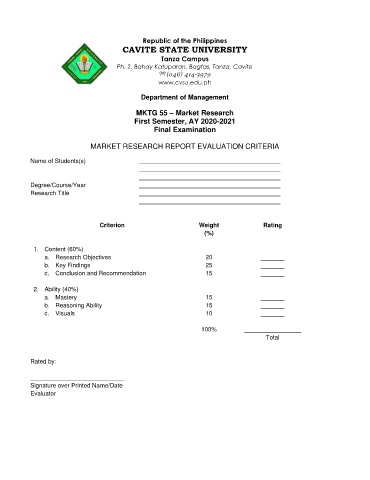 Republic of the Philippines
CAVITE STATE UNIVERSITY
Tanza Campus
Ph. 2, Bahay Katuparan, Bagtas, Tanza, Cavite
☏ (046) 414-3979
www.cvsu.edu.ph
Department of Management
MKTG 55 – Market Research
First Semester, AY 2020-2021
Final Examination
MARKET RESEARCH REPORT EVALUATION CRITERIA
Name of Students(s)
Degree/Course/Year
Research Title
Criterion Weight Rating
(%)
1. Content (60%)
a. Research Objectives 20
b. Key Findings 25
c. Conclusion and Recommendation 15
2. Ability (40%)
a. Mastery 15
b. Reasoning Ability 15
c. Visuals 10
100%
Total
Rated by:
Signature over Printed Name/Date
Evaluator